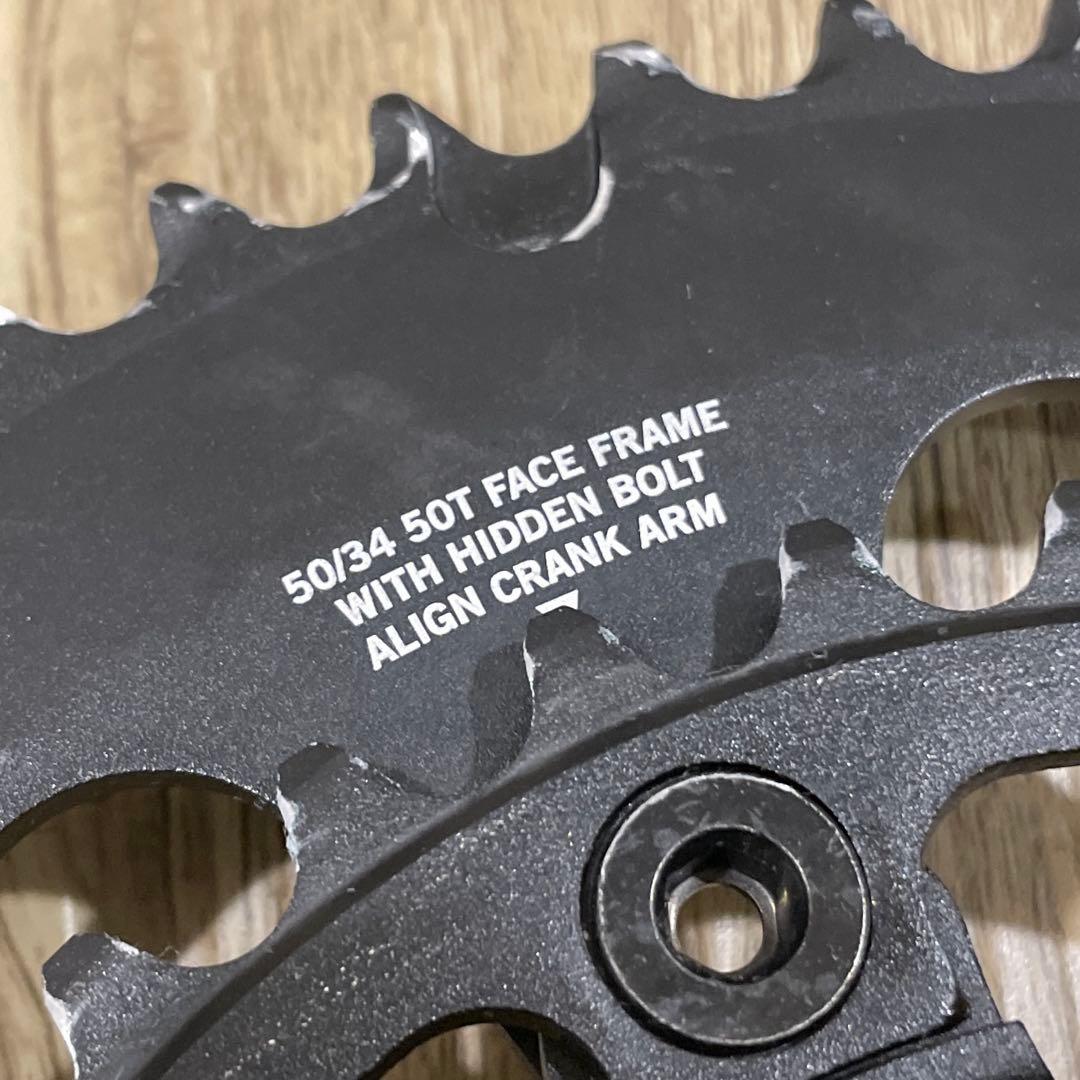 50/34 50T FACE FRAME
WITH HIDDEN BOLT
ALIGN CRANK ARM